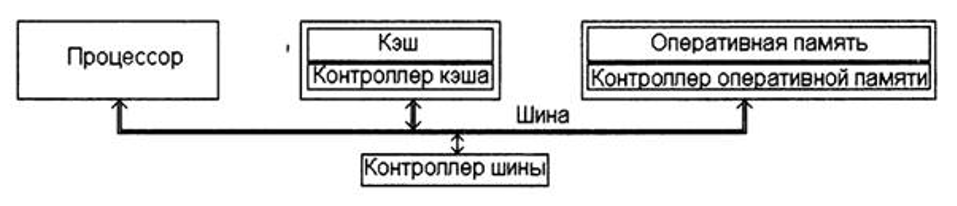 Процессор
Кэш
Контроллер кэша
Оперативная память
Контроллер оперативной памяти
Шина
Контроллер шины